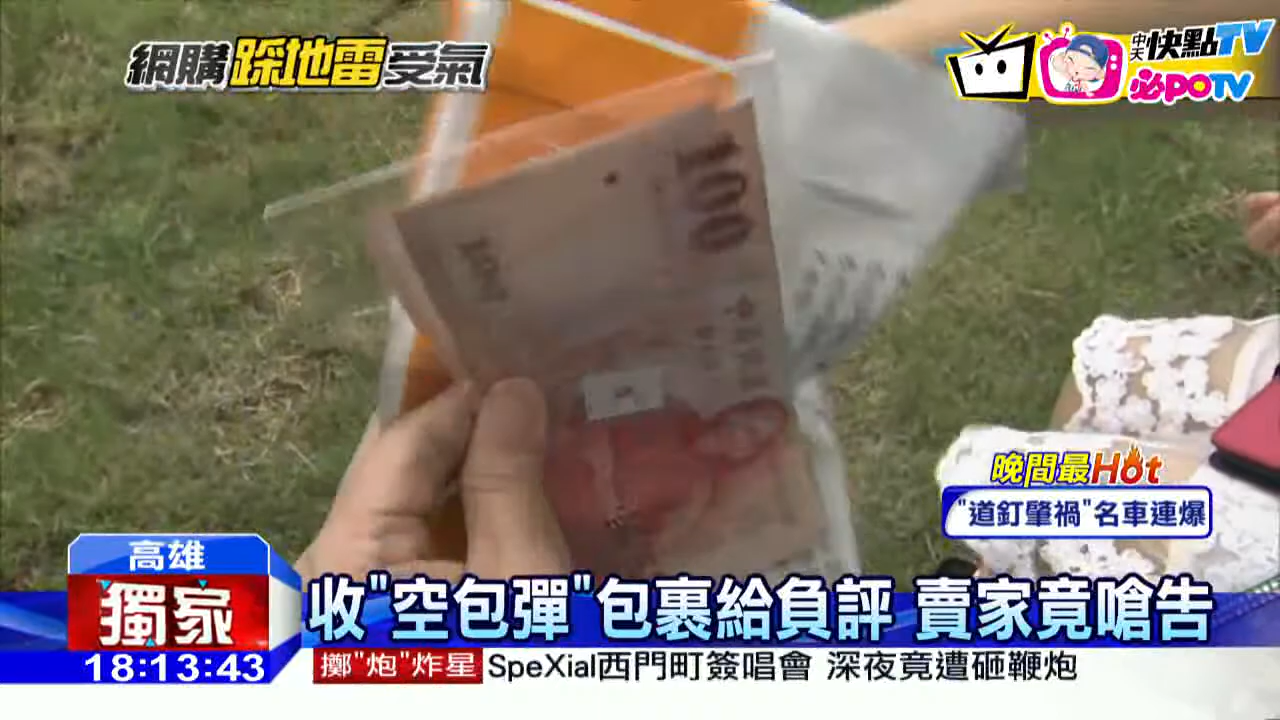 網購踩地雷受氣
中天快點TV
必POTV
100
100
晚間最Hot
"道釘肇禍"名車連爆
高雄
獨家
18:13:43
收"空包彈"包裹給負評 賣家竟嗆告
擲"炮"炸星 SpeXial西門町簽唱會 深夜竟遭砸鞭炮